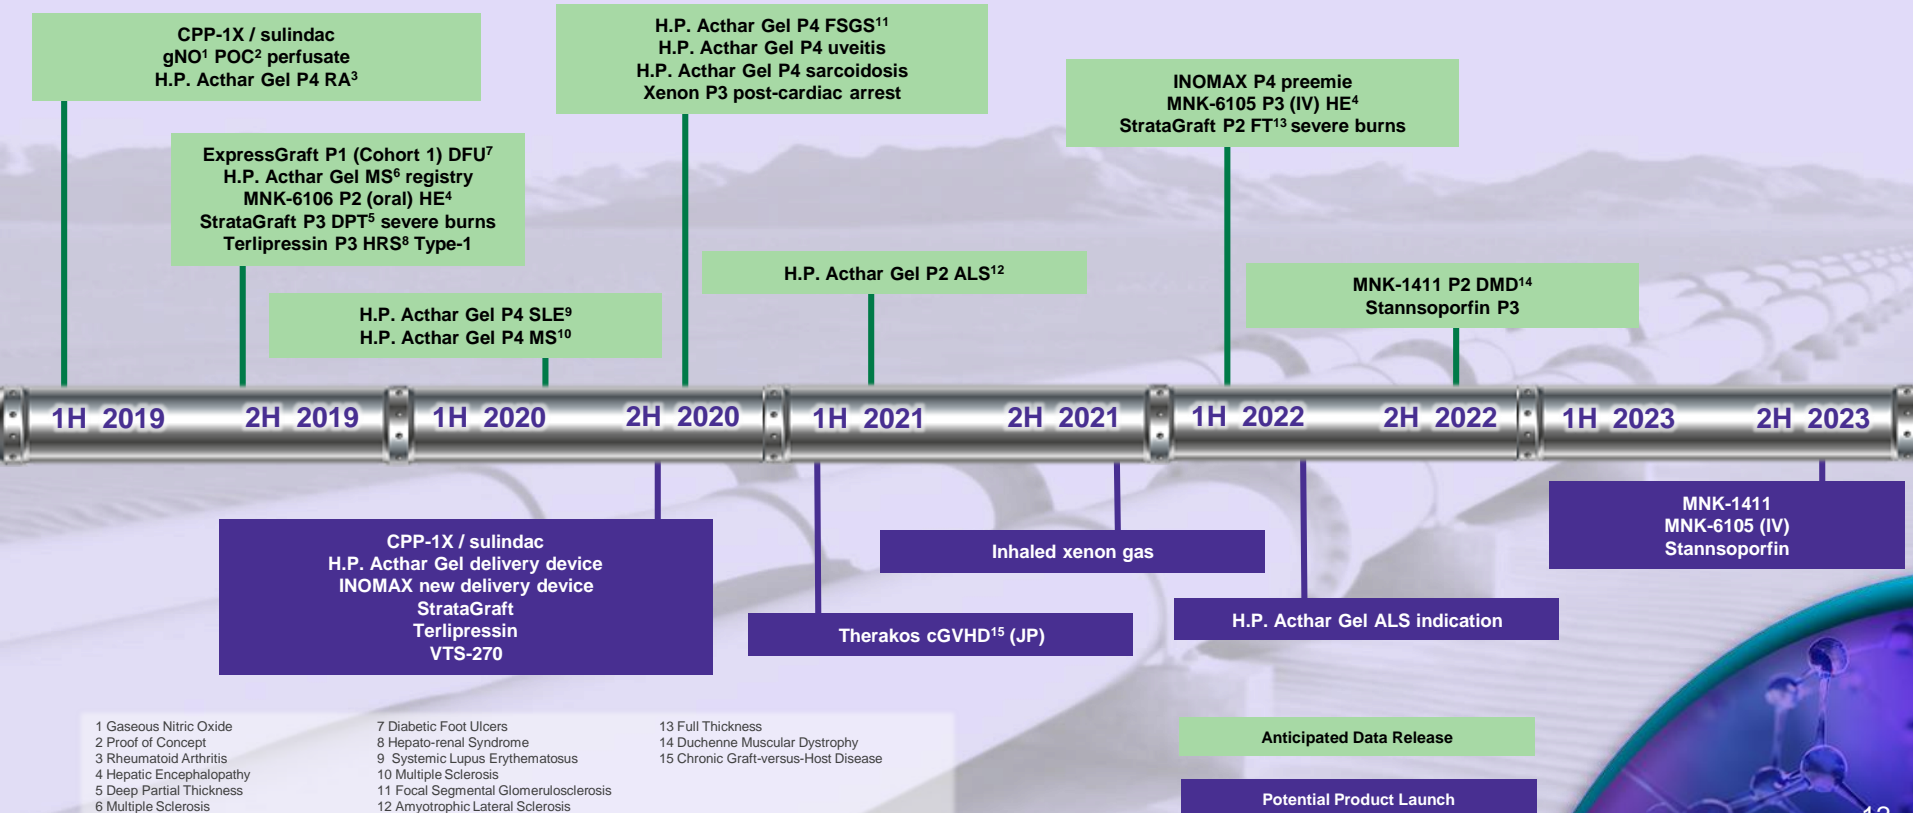 CPP-1X / sulindac
gNO¹ POC² perfusate
H.P. Acthar Gel P4 RA³
ExpressGraft P1 (Cohort 1) DFU⁷
H.P. Acthar Gel MS⁶ registry
MNK-6106 P2 (oral) HE⁴
StrataGraft P3 DPT⁵ severe burns
Terlipressin P3 HRS⁸ Type-1
H.P. Acthar Gel P4 SLE⁹
H.P. Acthar Gel P4 MS¹⁰
H.P. Acthar Gel P4 FSGS¹¹
H.P. Acthar Gel P4 uveitis
H.P. Acthar Gel P4 sarcoidosis
Xenon P3 post-cardiac arrest
H.P. Acthar Gel P2 ALS¹²
INOMAX P4 preemie
MNK-6105 P3 (IV) HE⁴
StrataGraft P2 FT¹³ severe burns
MNK-1411 P2 DMD¹⁴
Stannsoporfin P3
1H 2019
2H 2019
1H 2020
2H 2020
1H 2021
2H 2021
1H 2022
2H 2022
1H 2023
2H 2023
CPP-1X / sulindac
H.P. Acthar Gel delivery device
INOMAX new delivery device
StrataGraft
Terlipressin
VTS-270
Therakos cGVHD¹⁵ (JP)
Inhaled xenon gas
H.P. Acthar Gel ALS indication
MNK-1411
MNK-6105 (IV)
Stannsoporfin
1 Gaseous Nitric Oxide
2 Proof of Concept
3 Rheumatoid Arthritis
4 Hepatic Encephalopathy
5 Deep Partial Thickness
6 Multiple Sclerosis
7 Diabetic Foot Ulcers
8 Hepato-renal Syndrome
9 Systemic Lupus Erythematosus
10 Multiple Sclerosis
11 Focal Segmental Glomerulosclerosis
12 Amyotrophic Lateral Sclerosis
13 Full Thickness
14 Duchenne Muscular Dystrophy
15 Chronic Graft-versus-Host Disease
Anticipated Data Release
Potential Product Launch